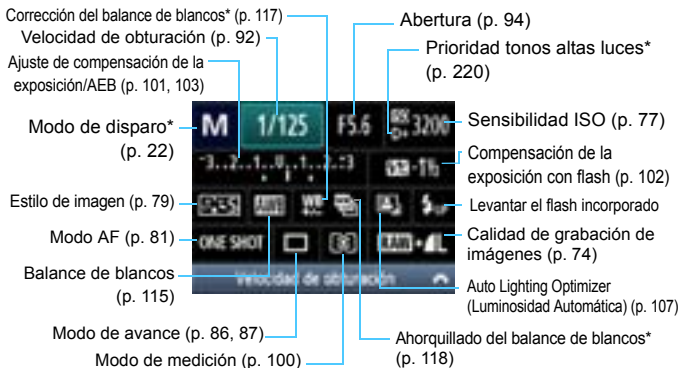 Corrección del balance de blancos* (p. 117)
Velocidad de obturación (p. 92)
Ajuste de compensación de la
exposición/AEB (p. 101, 103)
Abertura (p. 94)
Prioridad tonos altas luces*
(p. 220)
Modo de disparo*
(p. 22)
Sensibilidad ISO (p. 77)
Compensación de la
exposición con flash (p. 102)
Estilo de imagen (p. 79)
Levantar el flash incorporado
Modo AF (p. 81)
Calidad de grabación de
imágenes (p. 74)
Balance de blancos
(p. 115)
Auto Lighting Optimizer
(Luminosidad Automática) (p. 107)
Modo de avance (p. 86, 87)
Ahorquillado del balance de blancos*
(p. 118)
Modo de medición (p. 100)
M 1/125 F5.6 3200
-3..2..1..0..1..2..:3
AWB WB
ONE SHOT RAW+ L
Velocidad de obturación